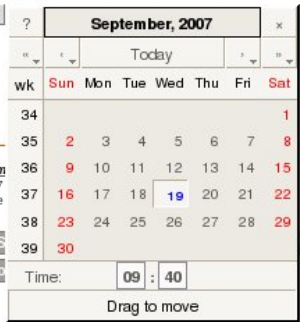 ? September, 2007 ×
« ‹ Today › »
wk Sun Mon Tue Wed Thu Fri Sat
34 1
35 2 3 4 5 6 7 8
36 9 10 11 12 13 14 15
37 16 17 18 19 20 21 22
38 23 24 25 26 27 28 29
39 30
Time: 09 : 40
Drag to move